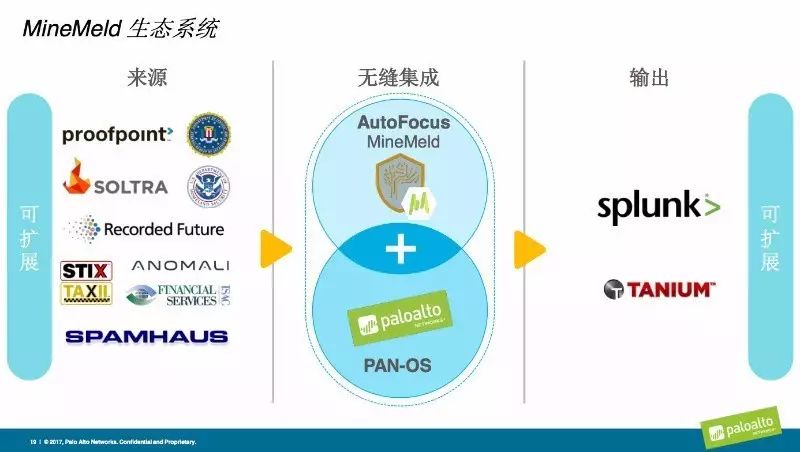 MineMeld 生态系统
来源
无缝集成
输出
可扩展
proofpoint
SOLTRA
Recorded Future
STIX
ANOMALI
TAXII
FINANCIAL
SERVICES
ISAC
SPAMHAUS
AutoFocus
MineMeld
+
paloalto
NETWORKS
PAN-OS
splunk>
TANIUM™
可扩展
19 | © 2017, Palo Alto Networks. Confidential and Proprietary.
paloalto
NETWORKS